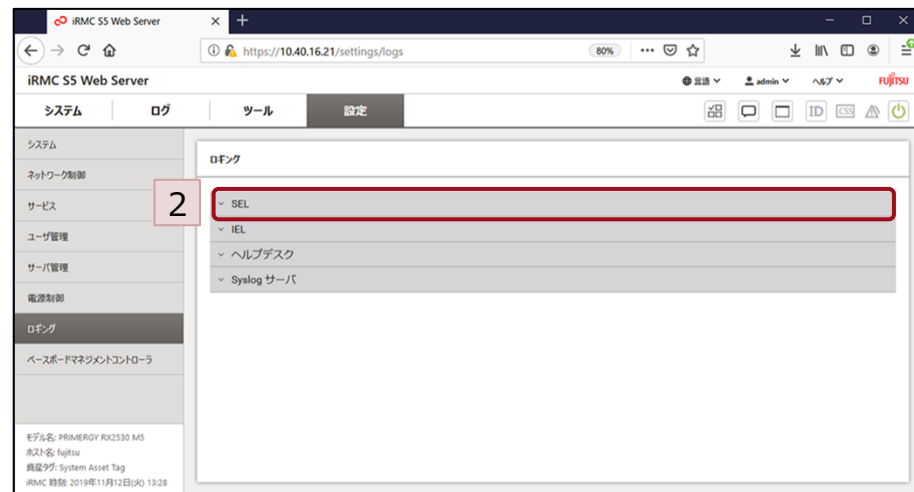 iRMC S5 Web Server
https://10.40.16.21/settings/logs
80%
iRMC S5 Web Server
言語
admin
ヘルプ
FUJITSU
システム
ログ
ツール
設定
ID
CSS
システム
ネットワーク制御
サービス
ユーザ管理
サーバ管理
電源制御
ロギング
ベースボードマネジメントコントローラ
モデル名: PRIMERGY RX2530 M5
ホスト名: fujitsu
資産タグ: System Asset Tag
iRMC 時刻: 2019年11月12日(火) 13:28
ロギング
2
SEL
IEL
ヘルプデスク
Syslog サーバ